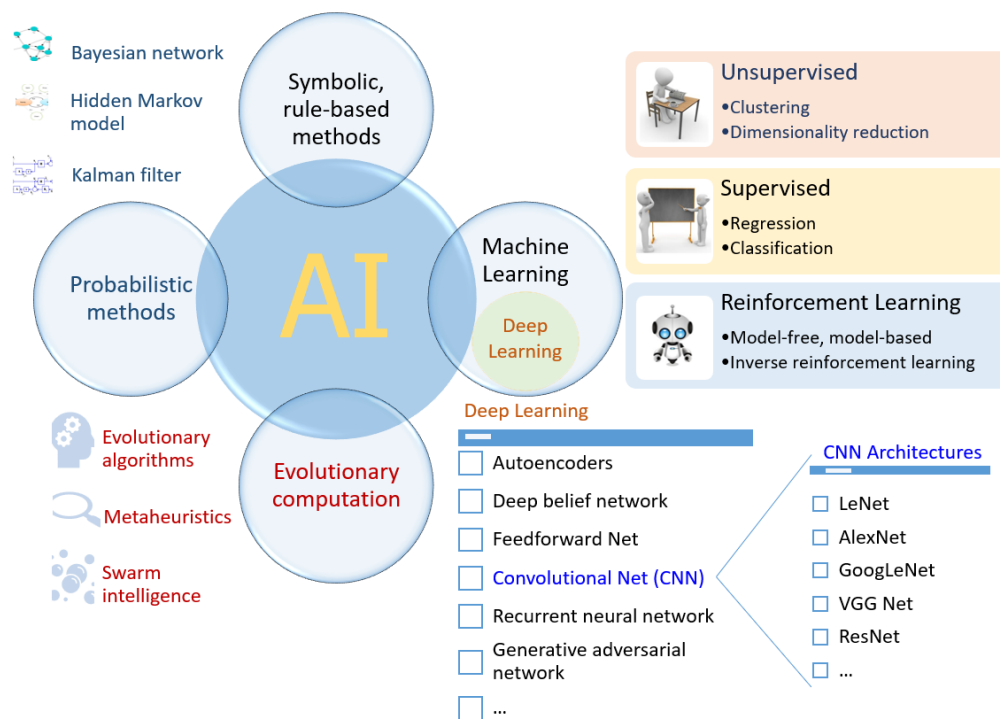 Bayesian network
Hidden Markov
model
Kalman filter
Symbolic,
rule-based
methods
Probabilistic
methods
AI
Machine
Learning
Deep
Learning
Evolutionary
computation
Evolutionary
algorithms
Metaheuristics
Swarm
intelligence
Unsupervised
•Clustering
•Dimensionality reduction
Supervised
•Regression
•Classification
Reinforcement Learning
•Model-free, model-based
•Inverse reinforcement learning
Deep Learning
Autoencoders
Deep belief network
Feedforward Net
Convolutional Net (CNN)
Recurrent neural network
Generative adversarial
network
...
CNN Architectures
LeNet
AlexNet
GoogLeNet
VGG Net
ResNet
...